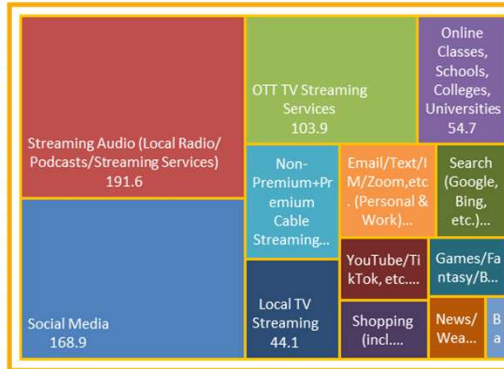 Streaming Audio (Local Radio/
Podcasts/Streaming Services)
191.6
Social Media
168.9
OTT TV Streaming
Services
103.9
Online
Classes,
Schools,
Colleges,
Universities
54.7
Non-
Premium+Pr
emium
Cable
Streaming...
Local TV
Streaming
44.1
Email/Text/I
M/Zoom,etc
. (Personal &
Work)...
Search
(Google,
Bing,
etc.)...
YouTube/Ti
kTok, etc....
Games/Fa
ntasy/B...
Shopping
(incl....
News/
Wea...
B
a